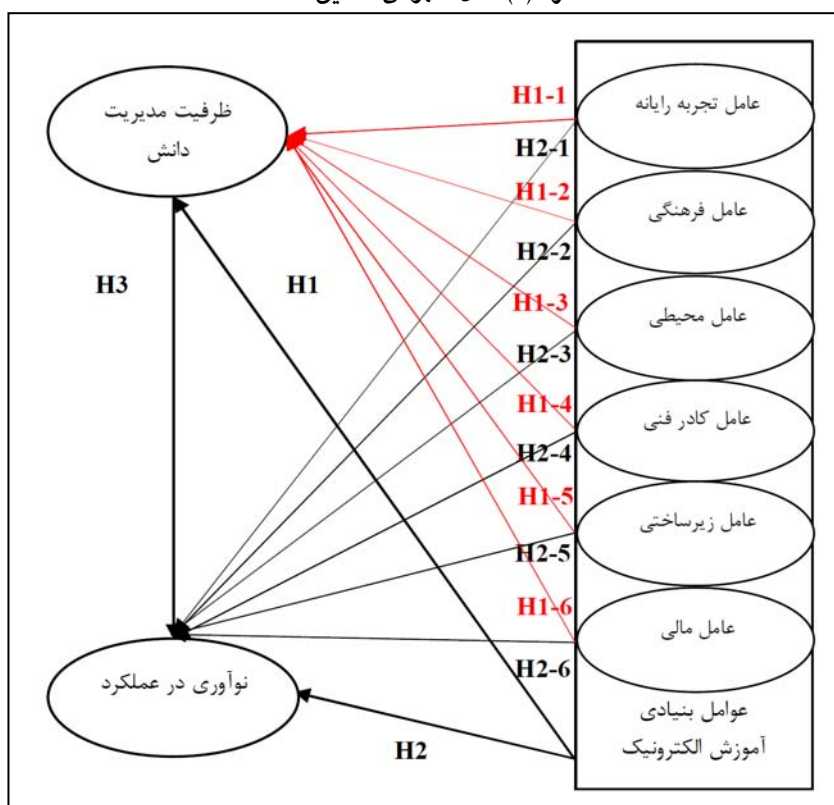 عامل تجربه رایانه
عامل فرهنگی
عامل محیطی
عامل کادر فنی
عامل زیرساختی
عامل مالی
عوامل بنیادی
آموزش الکترونیک
H1-1
H2-1
H1-2
H2-2
H1-3
H2-3
H1-4
H2-4
H1-5
H2-5
H1-6
H2-6
ظرفیت مدیریت
دانش
H3
H1
نوآوری در عملکرد
H2